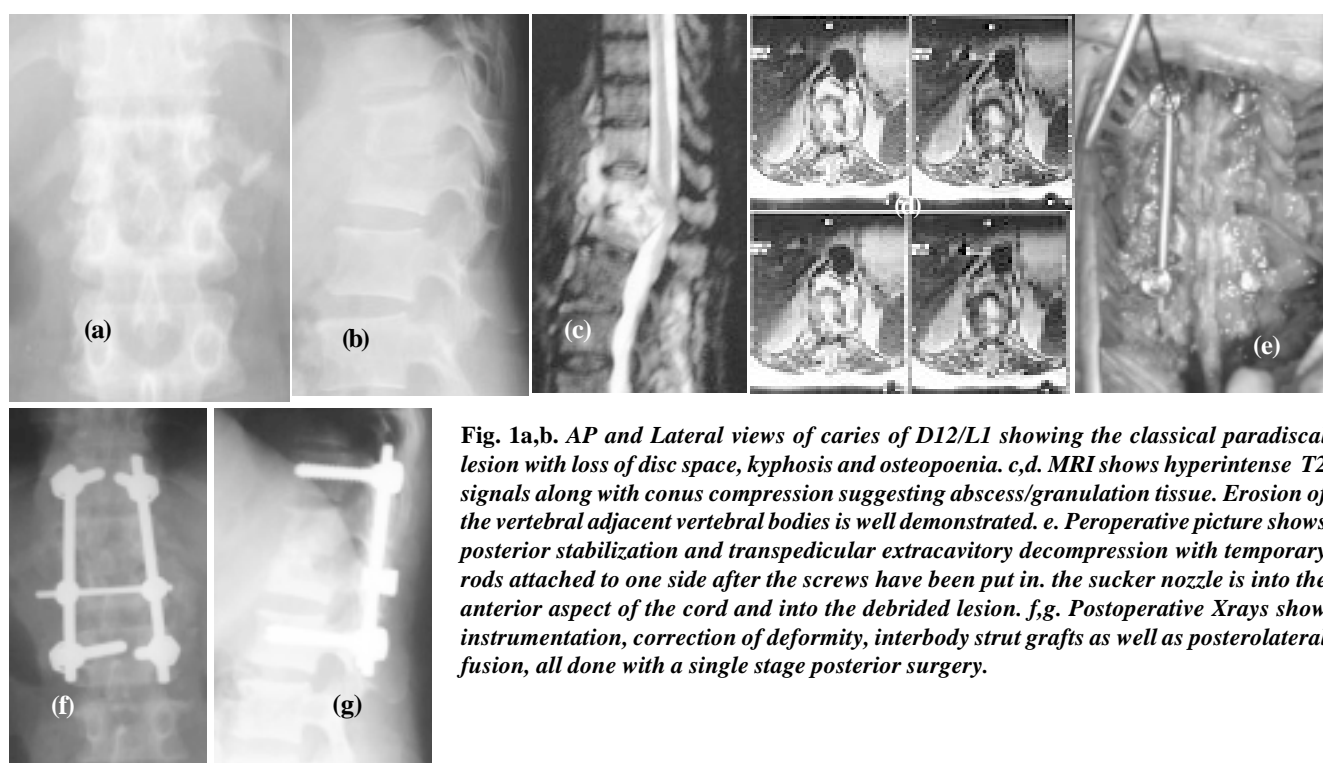 (a)
(b)
(c)
(d)
(e)
(f)
(g)
Fig. 1a,b. AP and Lateral views of caries of D12/L1 showing the classical paradiscal
lesion with loss of disc space, kyphosis and osteopoenia. c,d. MRI shows hyperintense T2
signals along with conus compression suggesting abscess/granulation tissue. Erosion of
the vertebral adjacent vertebral bodies is well demonstrated. e. Peroperative picture shows
posterior stabilization and transpedicular extracavitory decompression with temporary
rods attached to one side after the screws have been put in. the sucker nozzle is into the
anterior aspect of the cord and into the debrided lesion. f,g. Postoperative Xrays show
instrumentation, correction of deformity, interbody strut grafts as well as posterolateral
fusion, all done with a single stage posterior surgery.